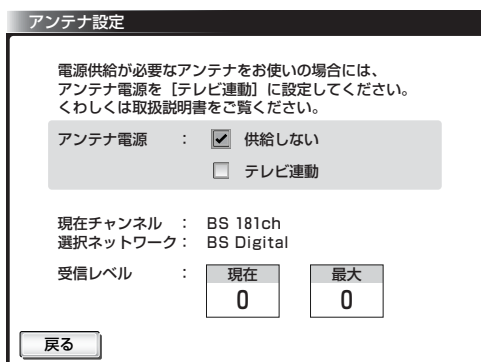 アンテナ設定
電源供給が必要なアンテナをお使いの場合には、
アンテナ電源を［テレビ連動］に設定してください。
くわしくは取扱説明書をご覧ください。
アンテナ電源 ： 供給しない
テレビ連動
現在チャンネル ： BS 181ch
選択ネットワーク： BS Digital
受信レベル ： 現在 最大
0 0
戻る